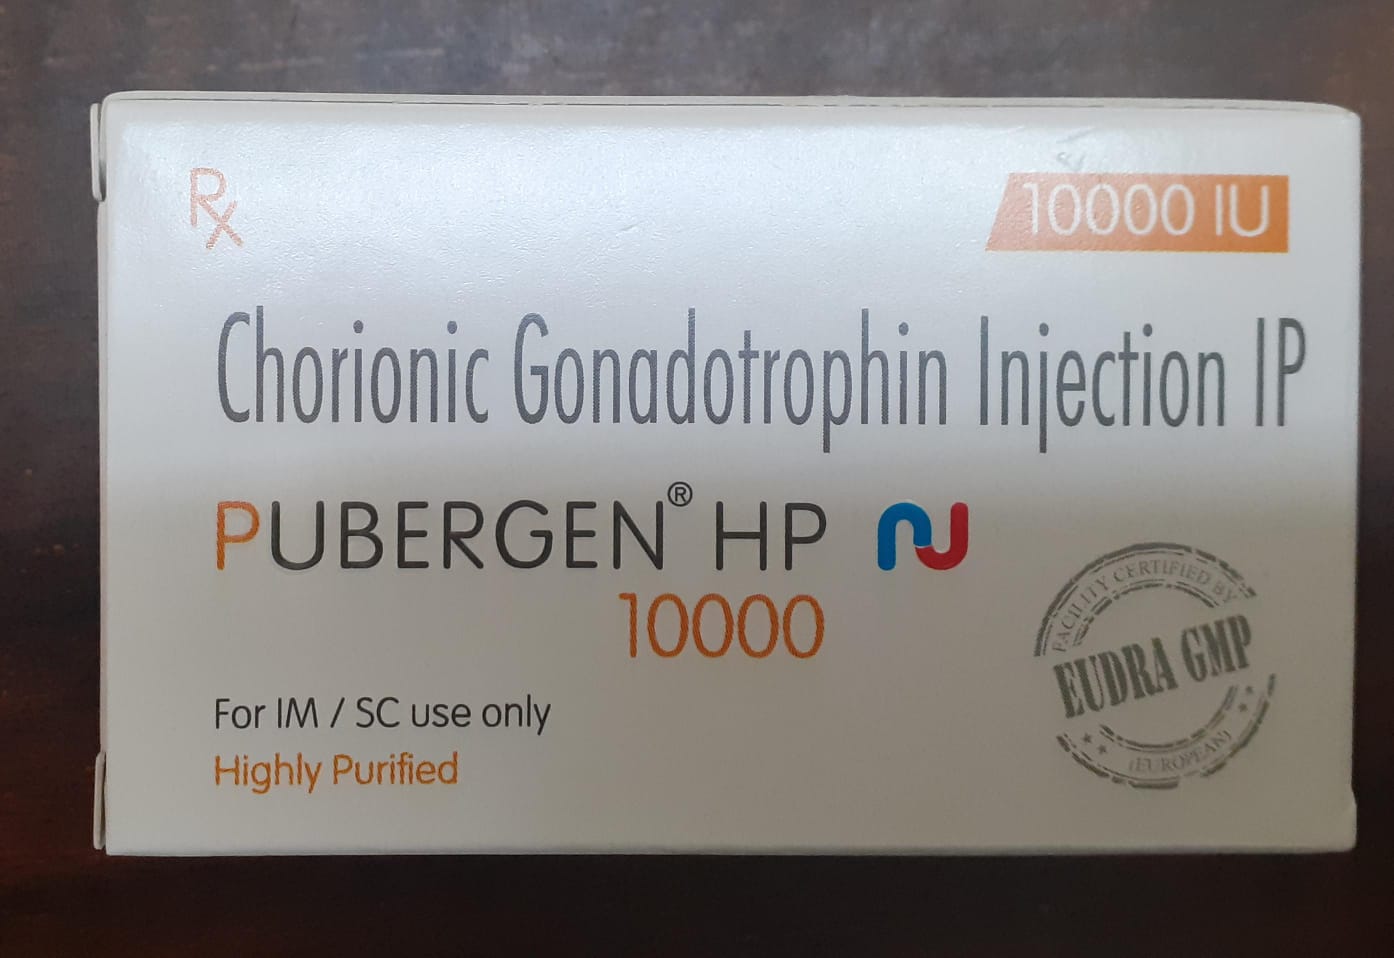 Rx
10000 IU
Chorionic Gonadotrophin Injection IP
PUBERGEN® HP
10000
For IM / SC use only
Highly Purified
FACILITY CERTIFIED BY
EUDRA GMP
(EUROPEAN)